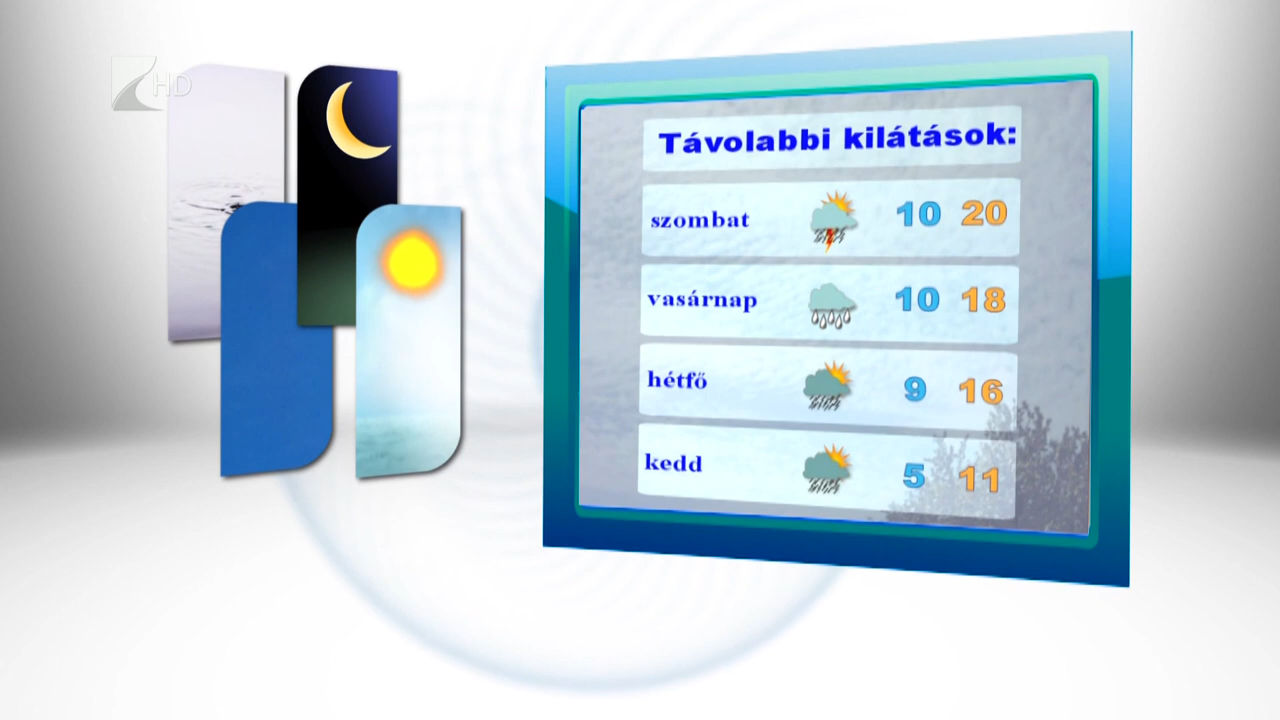 HD
Távolabbi kilátások:
szombat 10 20
vasárnap 10 18
hétfő 9 16
kedd 5 11